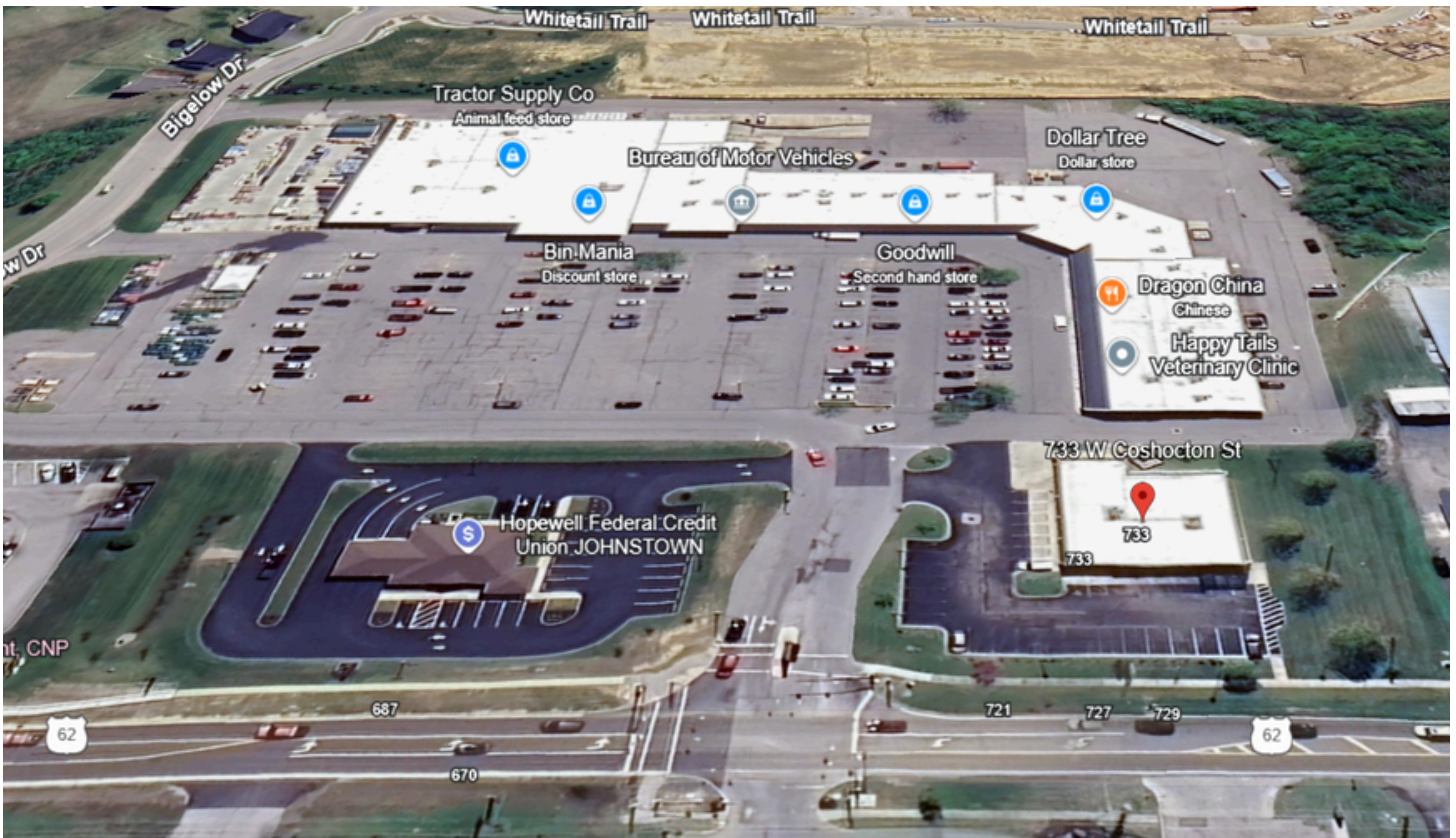 Whitetail Trail
Whitetail Trail
Whitetail Trail
Bigelow Dr
Tractor Supply Co
Animal feed store
Bureau of Motor Vehicles
Dollar Tree
Dollar store
ow Dr
Bin Mania
Discount store
Goodwill
Second hand store
Dragon China
Chinese
Happy Tails
Veterinary Clinic
733 W Coshocton St
733
733
$
Hopewell Federal Credit
Union JOHNSTOWN
nt, CNP
687
721
727
729
62
62
670